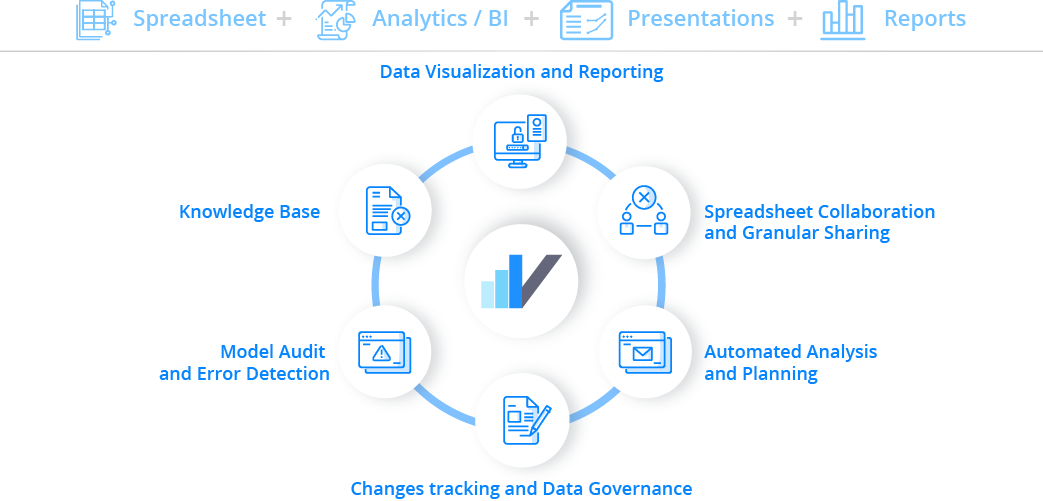 Spreadsheet + Analytics / BI + Presentations + Reports
Data Visualization and Reporting
Knowledge Base
Spreadsheet Collaboration
and Granular Sharing
Model Audit
and Error Detection
Automated Analysis
and Planning
Changes tracking and Data Governance